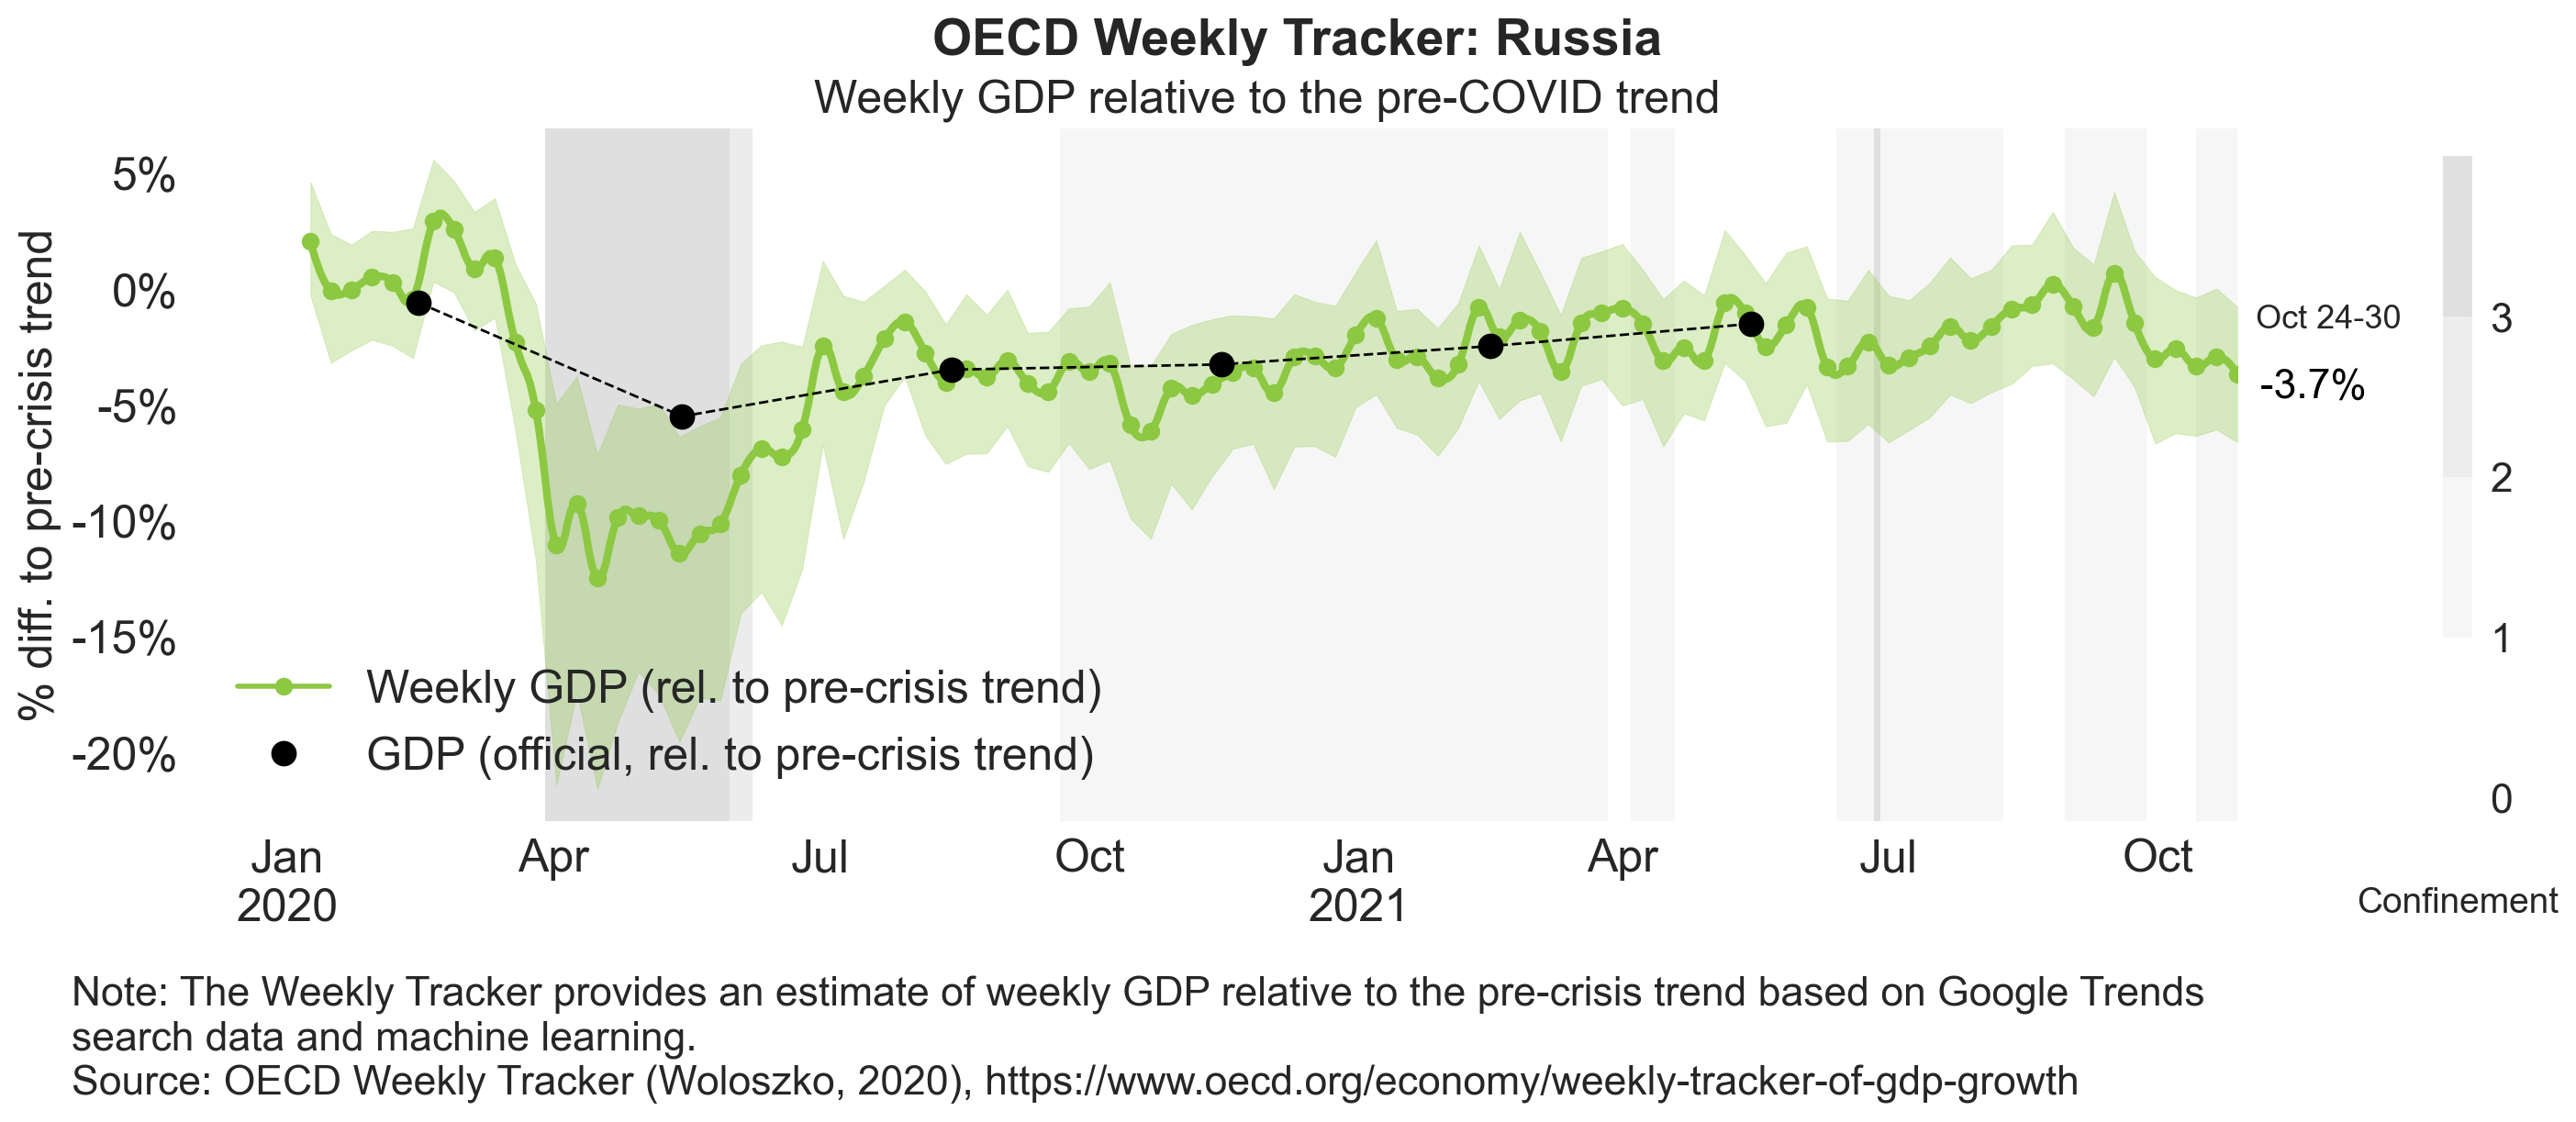 OECD Weekly Tracker: Russia
Weekly GDP relative to the pre-COVID trend
% diff. to pre-crisis trend
5%
0%
-5%
-10%
-15%
-20%
Weekly GDP (rel. to pre-crisis trend)
GDP (official, rel. to pre-crisis trend)
Oct 24-30
-3.7%
3
2
1
0
Confinement
Jan
2020
Apr
Jul
Oct
Jan
2021
Apr
Jul
Oct
Note: The Weekly Tracker provides an estimate of weekly GDP relative to the pre-crisis trend based on Google Trends
search data and machine learning.
Source: OECD Weekly Tracker (Woloszko, 2020), https://www.oecd.org/economy/weekly-tracker-of-gdp-growth